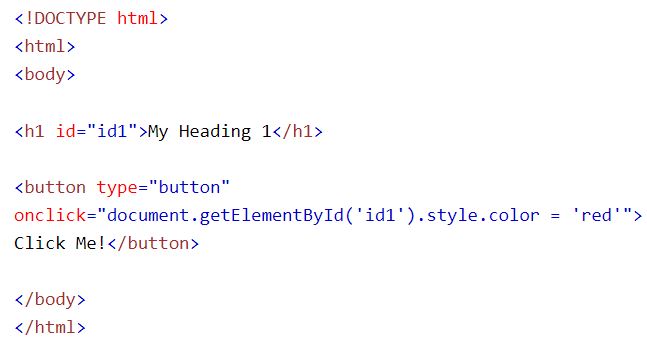 <!DOCTYPE html>
<html>
<body>
<h1 id="id1">My Heading 1</h1>
<button type="button"
onclick="document.getElementById('id1').style.color = 'red'">
Click Me!</button>
</body>
</html>